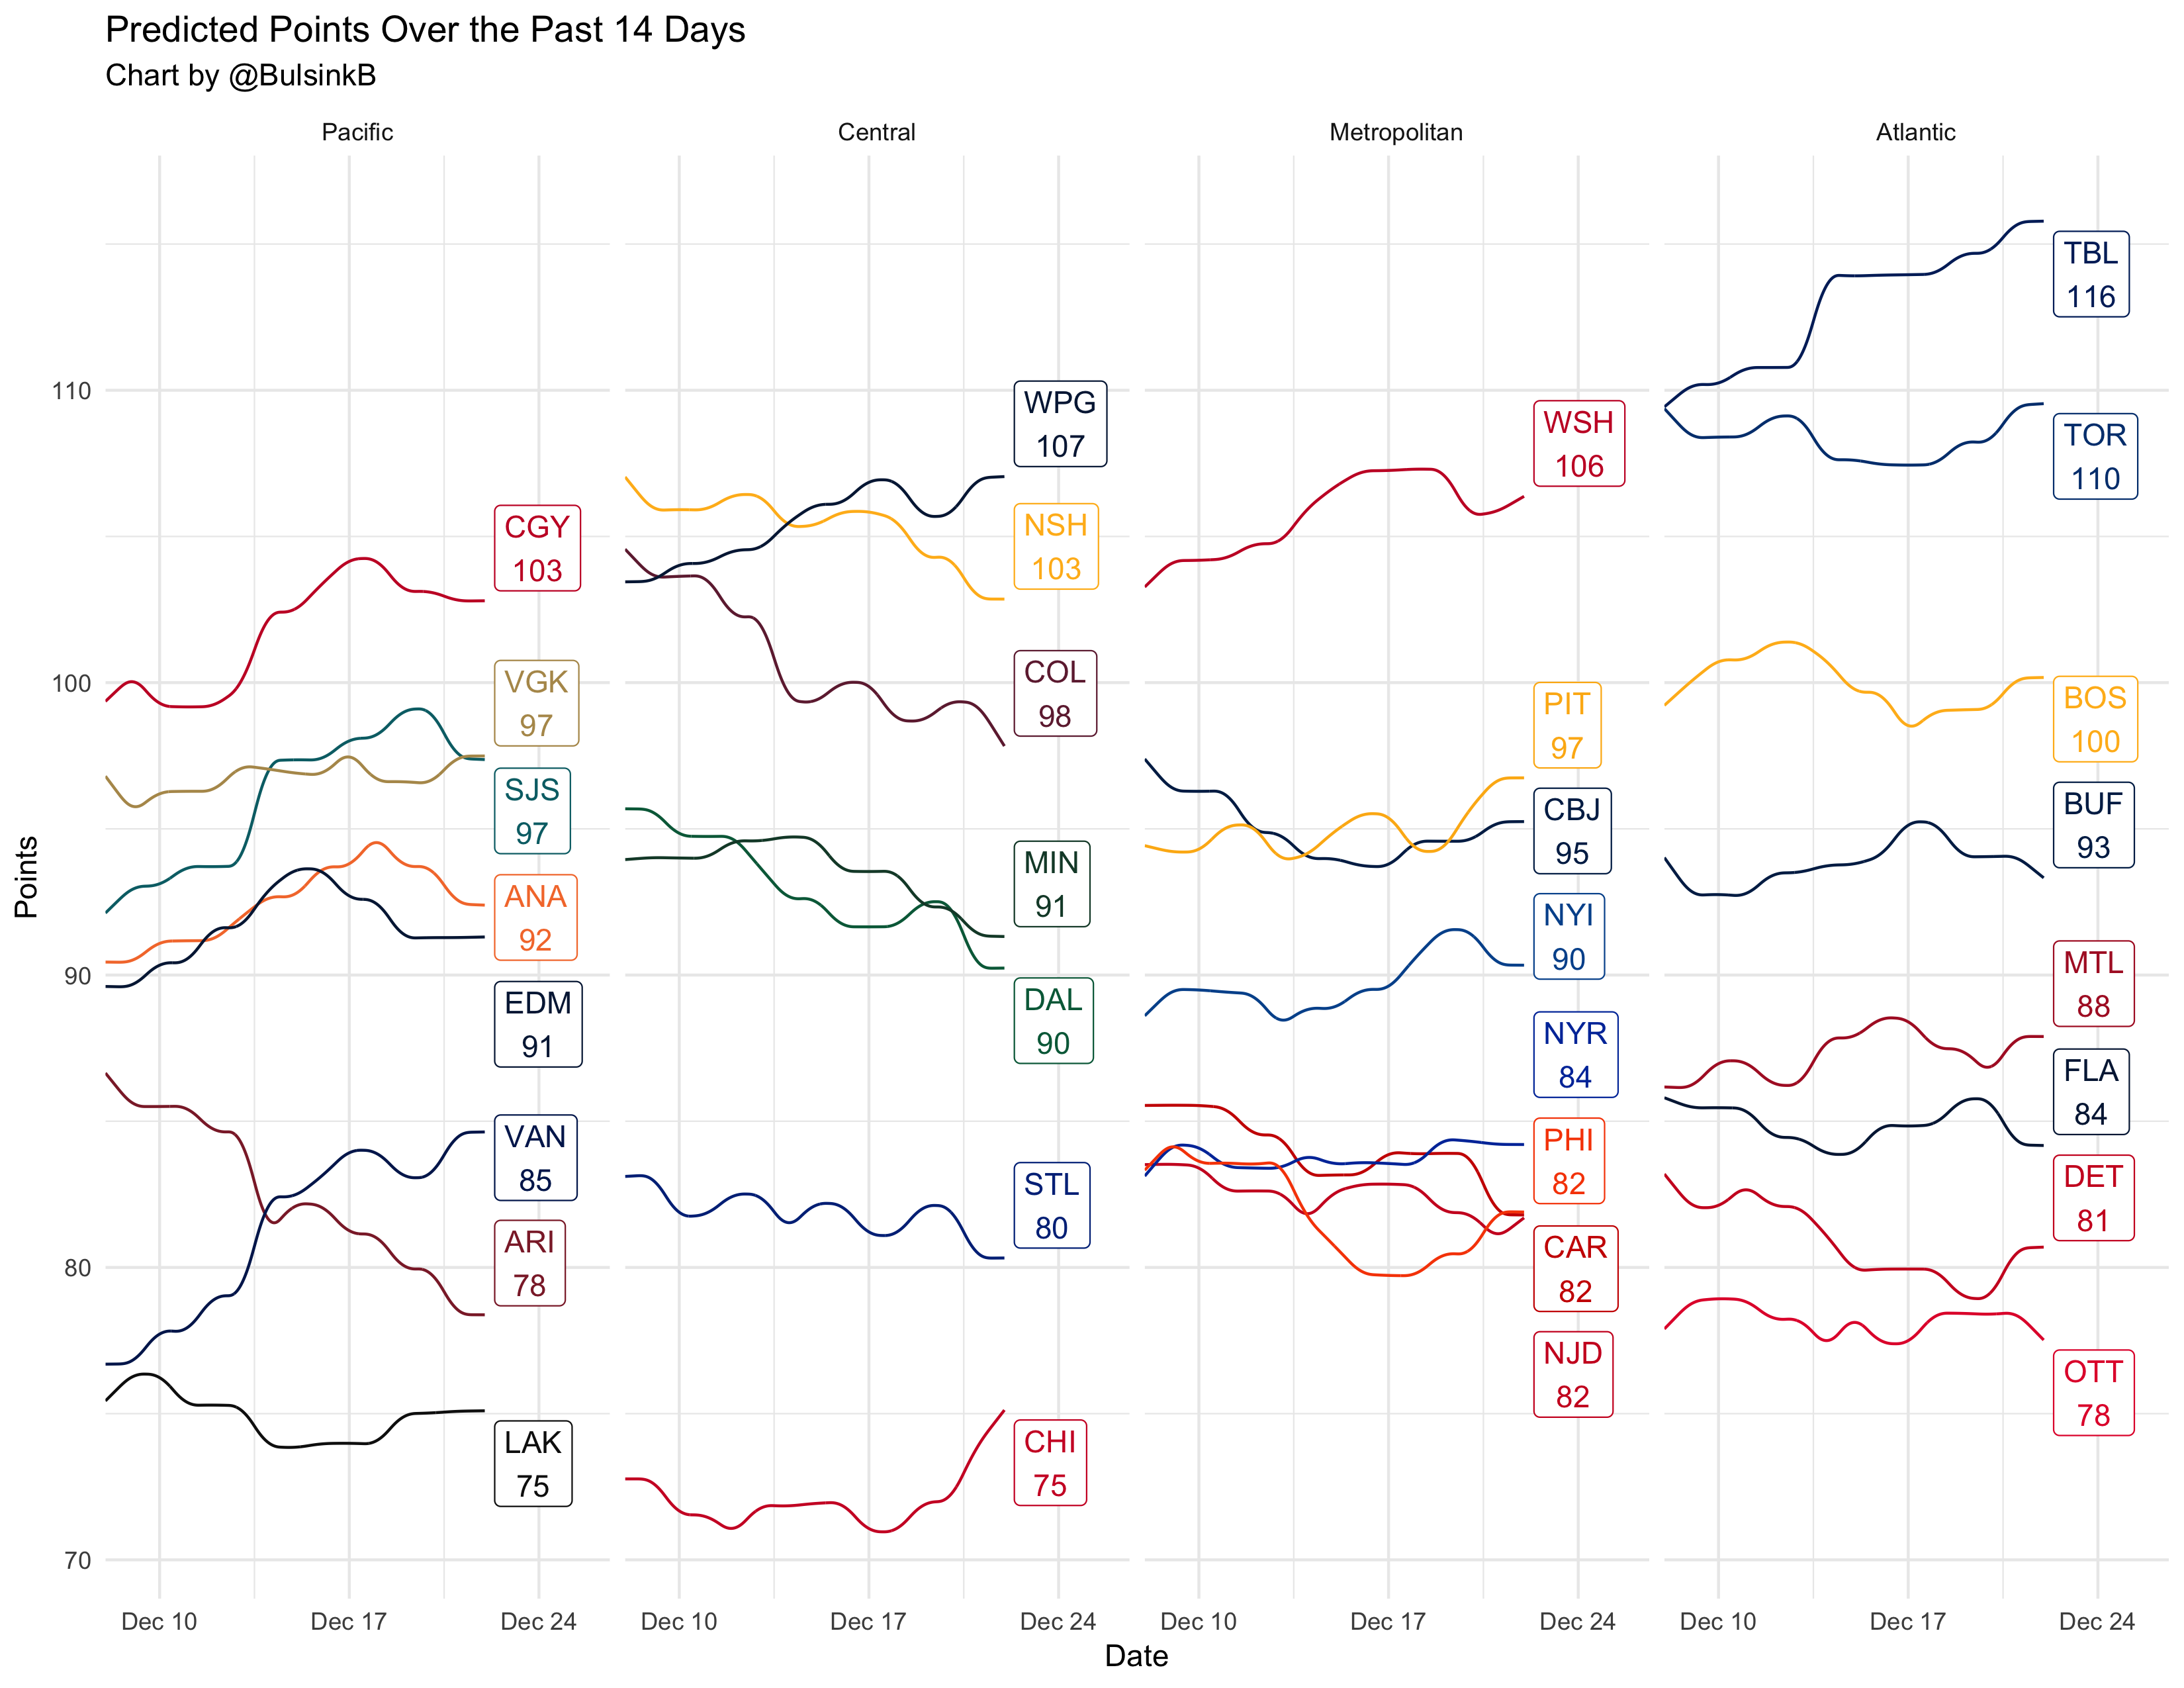 Predicted Points Over the Past 14 Days
Chart by @BulsinkB
Pacific
Central
Metropolitan
Atlantic
Points
110
100
90
80
70
CGY
103
VGK
97
SJS
97
ANA
92
EDM
91
VAN
85
ARI
78
LAK
75
WPG
107
NSH
103
COL
98
MIN
91
DAL
90
STL
80
CHI
75
WSH
106
PIT
97
CBJ
95
NYI
90
NYR
84
PHI
82
CAR
82
NJD
82
TBL
116
TOR
110
BOS
100
BUF
93
MTL
88
FLA
84
DET
81
OTT
78
Dec 10 Dec 17 Dec 24
Dec 10 Dec 17 Dec 24
Dec 10 Dec 17 Dec 24
Dec 10 Dec 17 Dec 24
Date